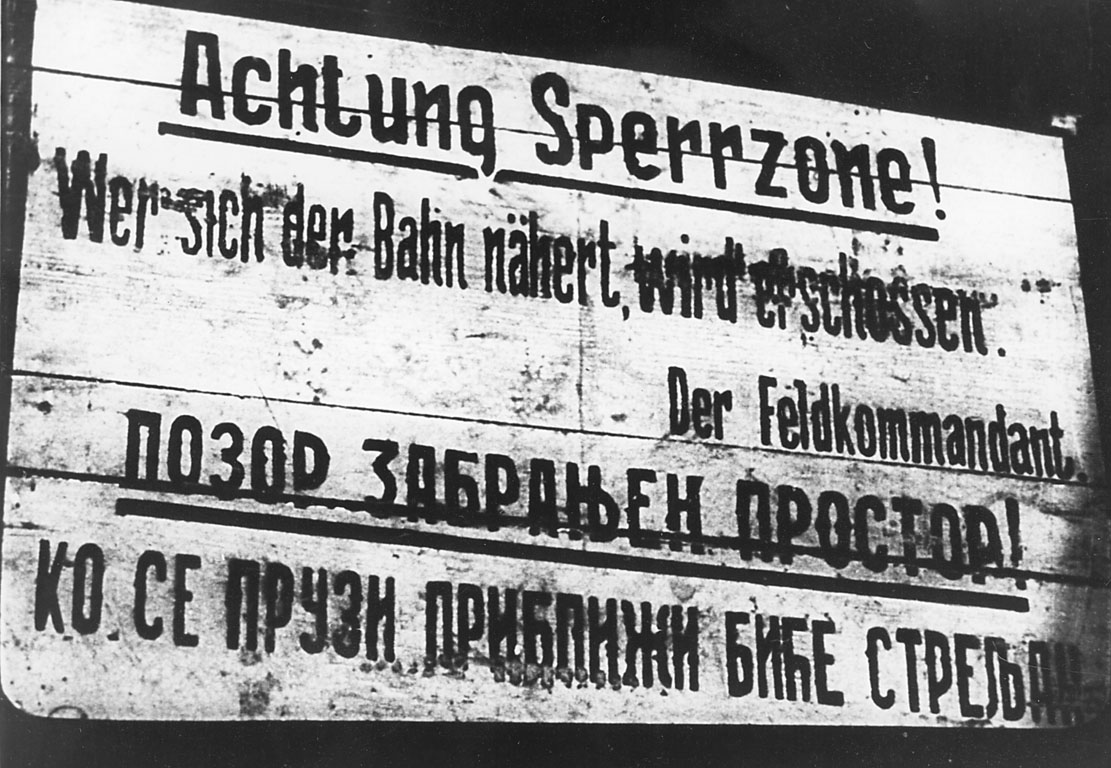 Achtung Sperrzone!
Wer sich der Bahn nähert, wird erschossen.
Der Feldkommandant.
ПОЗОР ЗАБРАЊЕН ПРОСТОР!
КО СЕ ПРУЗИ ПРИБЛИЖИ БИЋЕ СТРЕЉАН